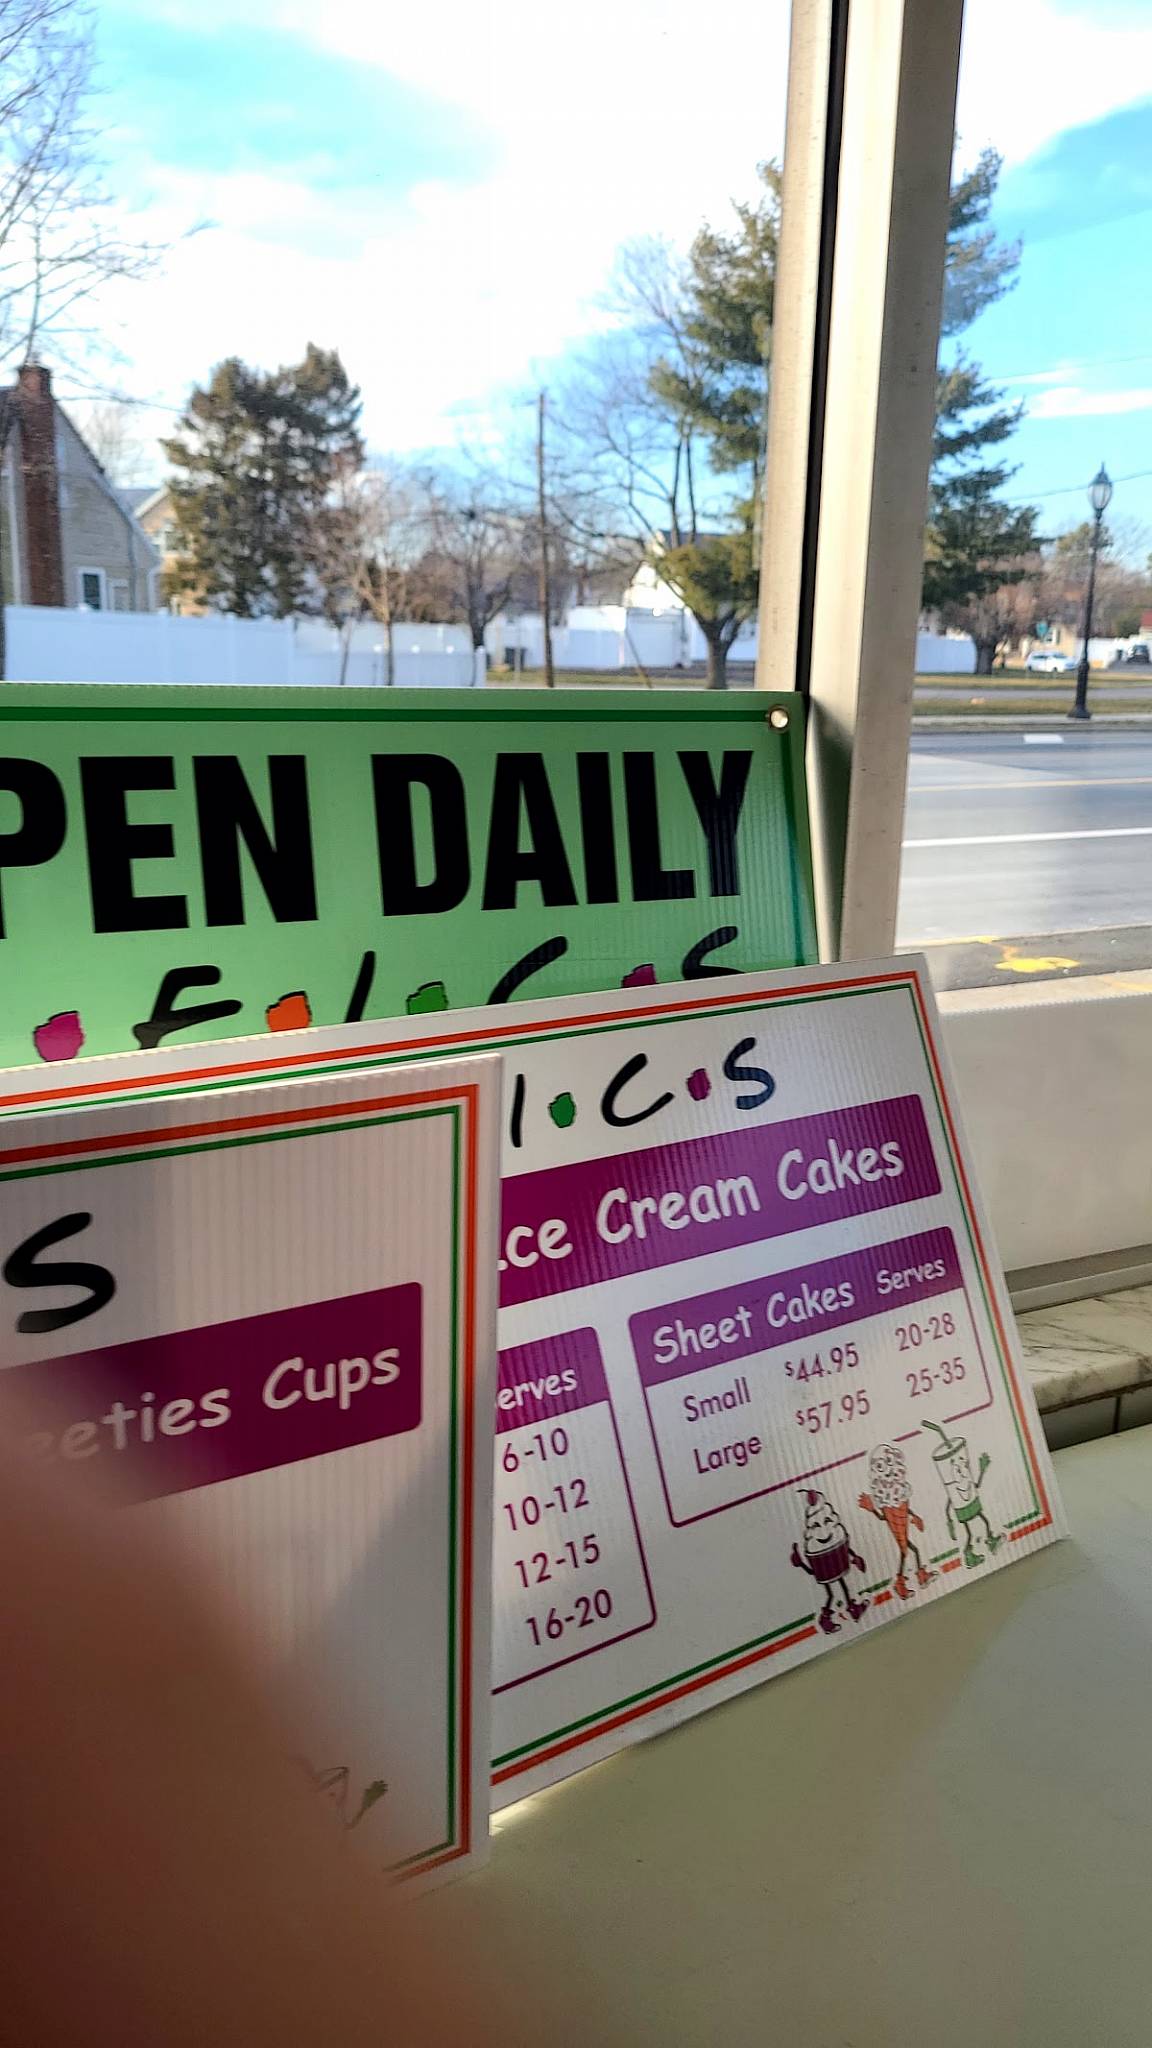 PEN DAILY
E I C S
I C S
ce Cream Cakes
Sheet Cakes Serves
Small $44.95 20-28
Large $57.95 25-35
erves
6-10
10-12
12-15
16-20
S
eeties Cups